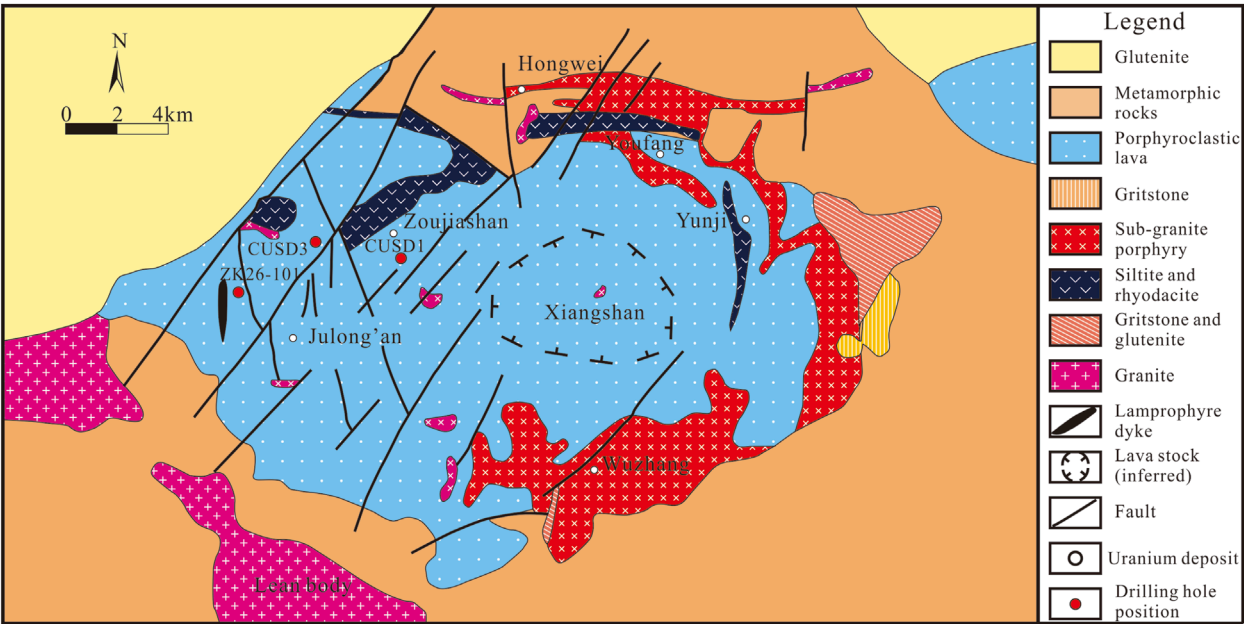 N
0 2 4km
Hongwei
Youfang
Zoujiashan
Yunji
CUSD3
CUSD1
ZK26-101
Xiangshan
Julong’an
Wuzhang
Lean body
Legend
Glutenite
Metamorphic
rocks
Porphyroclastic
lava
Gritstone
Sub-granite
porphyry
Siltite and
rhyodacite
Gritstone and
glutenite
Granite
Lamprophyre
dyke
Lava stock
(inferred)
Fault
Uranium deposit
Drilling hole
position